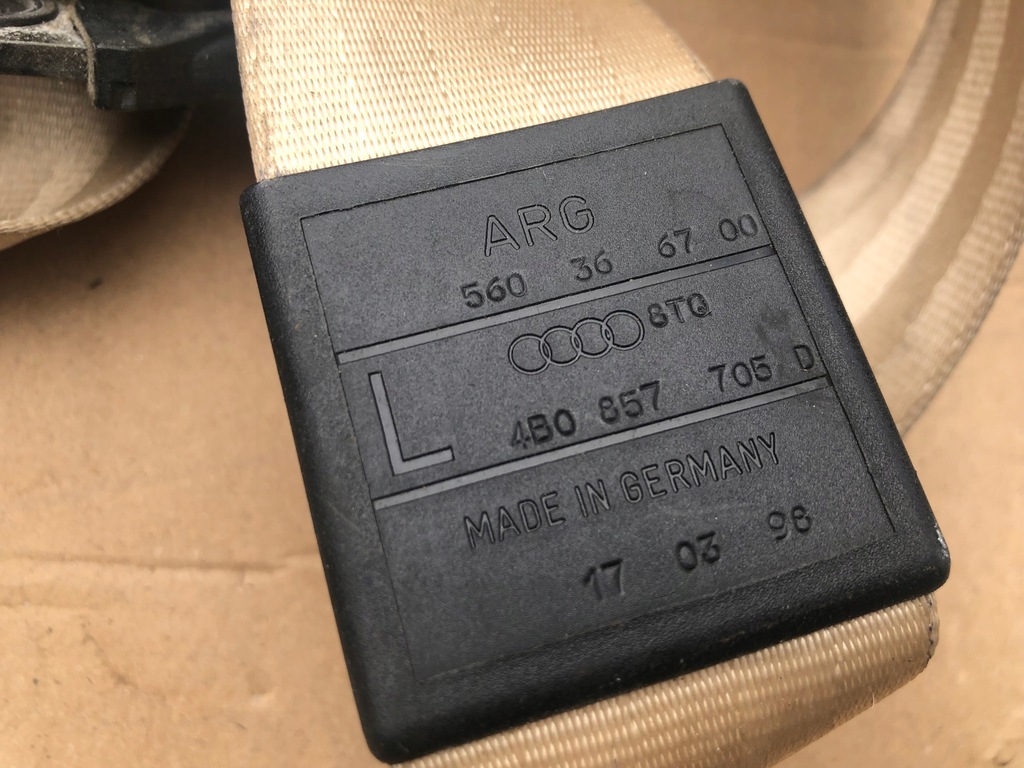 ARG
560 36 67 00
8TQ
L
4B0 857 705 D
MADE IN GERMANY
17 03 98